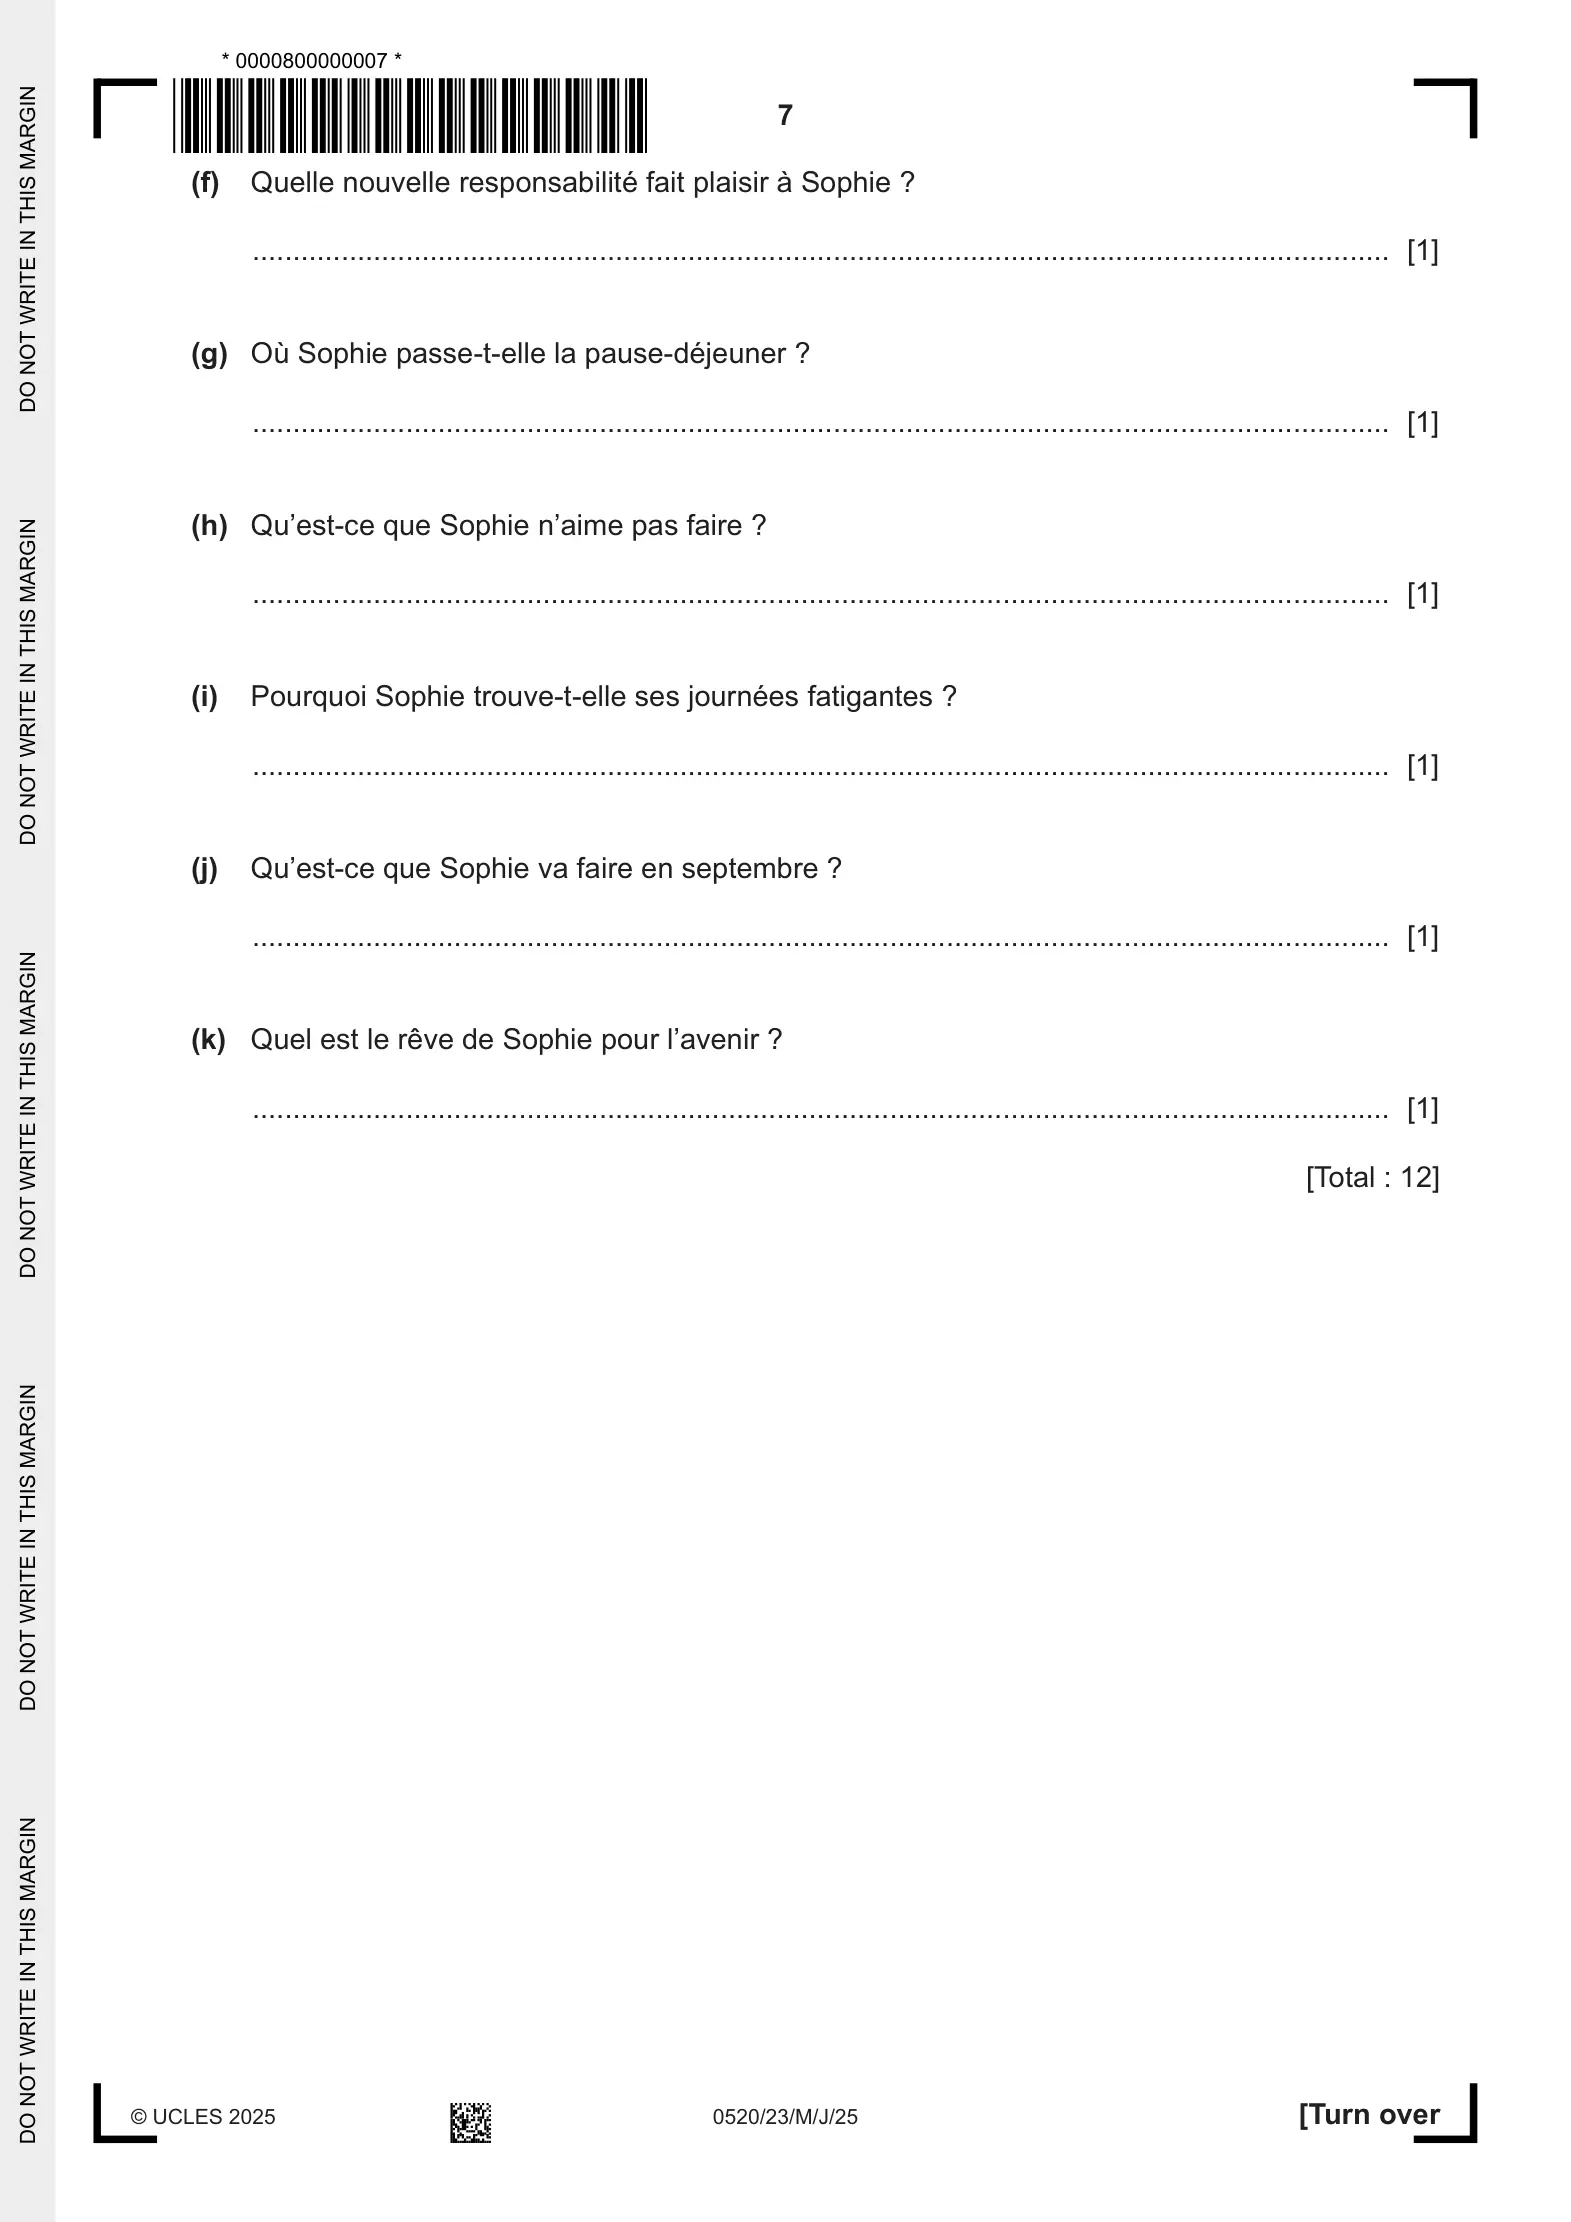 * 0000800000007 *
7
(f) Quelle nouvelle responsabilité fait plaisir à Sophie ?
.......................................................................................................................................... [1]
(g) Où Sophie passe-t-elle la pause-déjeuner ?
.......................................................................................................................................... [1]
(h) Qu’est-ce que Sophie n’aime pas faire ?
.......................................................................................................................................... [1]
(i) Pourquoi Sophie trouve-t-elle ses journées fatigantes ?
.......................................................................................................................................... [1]
(j) Qu’est-ce que Sophie va faire en septembre ?
.......................................................................................................................................... [1]
(k) Quel est le rêve de Sophie pour l’avenir ?
.......................................................................................................................................... [1]
[Total : 12]
© UCLES 2025
0520/23/M/J/25
[Turn over
DO NOT WRITE IN THIS MARGIN
DO NOT WRITE IN THIS MARGIN
DO NOT WRITE IN THIS MARGIN
DO NOT WRITE IN THIS MARGIN
DO NOT WRITE IN THIS MARGIN